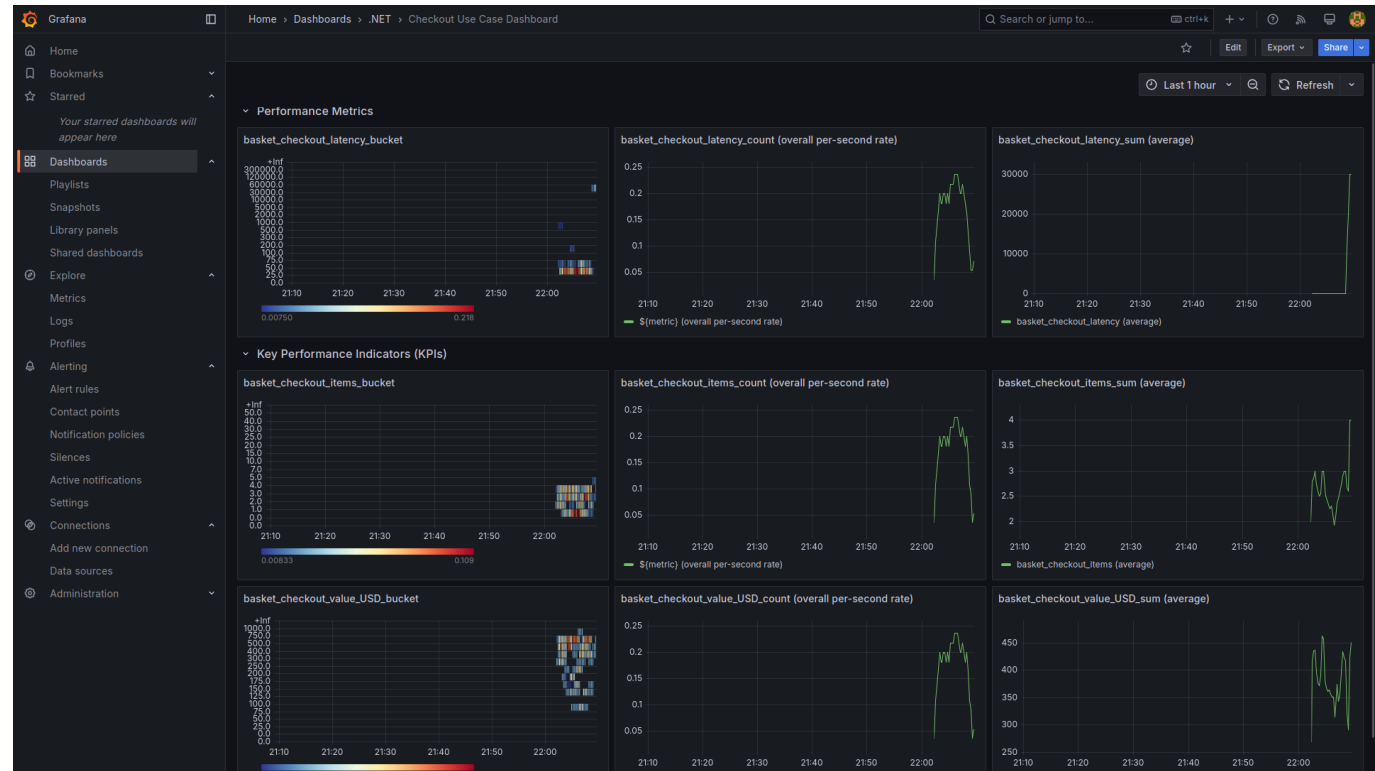 Grafana
Home › Dashboards › .NET › Checkout Use Case Dashboard
Search or jump to...
ctrl+k
Edit
Export
Share
Home
Bookmarks
Starred
Your starred dashboards will
appear here
Dashboards
Playlists
Snapshots
Library panels
Shared dashboards
Explore
Metrics
Logs
Profiles
Alerting
Alert rules
Contact points
Notification policies
Silences
Active notifications
Settings
Connections
Add new connection
Data sources
Administration
Last 1 hour
Refresh
Performance Metrics
basket_checkout_latency_bucket
+Inf
300000.0
120000.0
60000.0
30000.0
10000.0
5000.0
2000.0
1000.0
500.0
300.0
200.0
100.0
75.0
50.0
25.0
0.0
21:10 21:20 21:30 21:40 21:50 22:00
0.00750 0.218
basket_checkout_latency_count (overall per-second rate)
0.25
0.2
0.15
0.1
0.05
21:10 21:20 21:30 21:40 21:50 22:00
${metric} (overall per-second rate)
basket_checkout_latency_sum (average)
30000
20000
10000
0
21:10 21:20 21:30 21:40 21:50 22:00
basket_checkout_latency (average)
Key Performance Indicators (KPIs)
basket_checkout_items_bucket
+Inf
50.0
40.0
30.0
25.0
20.0
15.0
10.0
7.0
5.0
4.0
3.0
2.0
1.0
0.0
0.0
21:10 21:20 21:30 21:40 21:50 22:00
0.00833 0.109
basket_checkout_items_count (overall per-second rate)
0.25
0.2
0.15
0.1
0.05
21:10 21:20 21:30 21:40 21:50 22:00
${metric} (overall per-second rate)
basket_checkout_items_sum (average)
4
3.5
3
2.5
2
21:10 21:20 21:30 21:40 21:50 22:00
basket_checkout_items (average)
basket_checkout_value_USD_bucket
+Inf
1000.0
750.0
500.0
400.0
300.0
250.0
200.0
175.0
150.0
125.0
100.0
75.0
50.0
25.0
0.0
0.0
21:10 21:20 21:30 21:40 21:50 22:00
basket_checkout_value_USD_count (overall per-second rate)
0.25
0.2
0.15
0.1
0.05
21:10 21:20 21:30 21:40 21:50 22:00
basket_checkout_value_USD_sum (average)
450
400
350
300
250
21:10 21:20 21:30 21:40 21:50 22:00